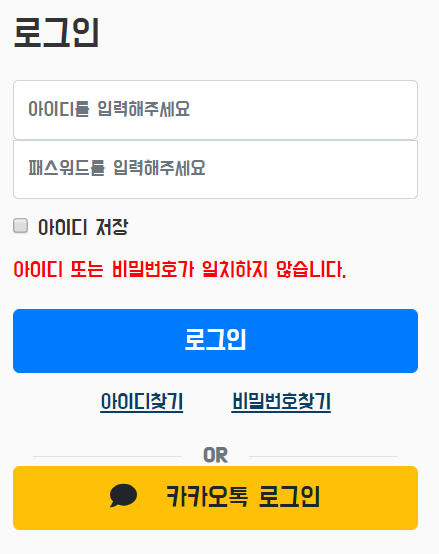 로그인
아이디를 입력해주세요
패스워드를 입력해주세요
아이디 저장
아이디 또는 비밀번호가 일치하지 않습니다.
로그인
아이디찾기 비밀번호찾기
OR
카카오톡 로그인